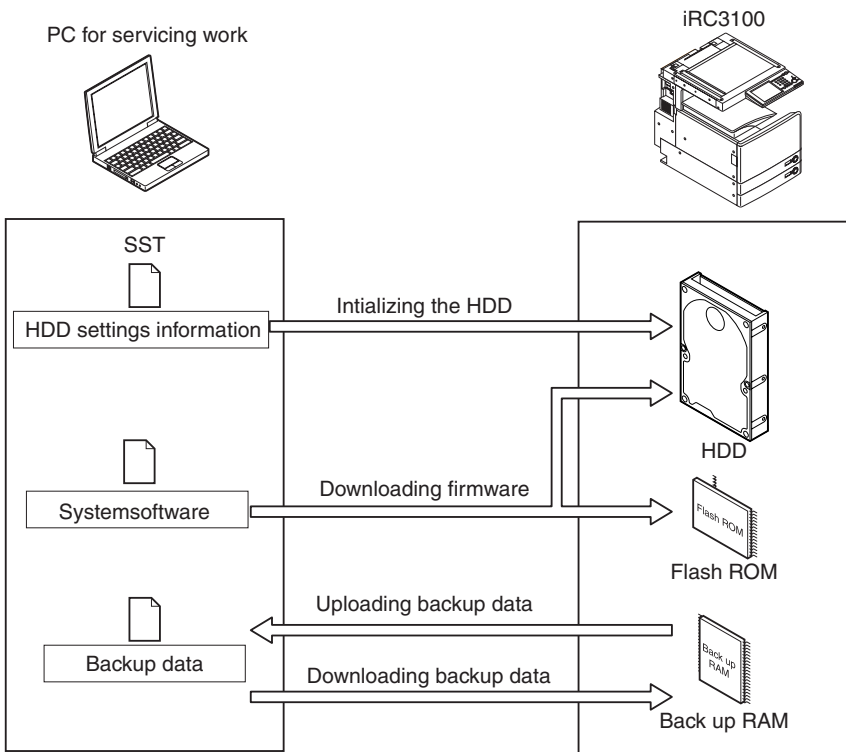 PC for servicing work
iRC3100
SST
HDD settings information
Intializing the HDD
HDD
Systemsoftware
Downloading firmware
Flash ROM
Flash ROM
Backup data
Uploading backup data
Downloading backup data
Back up
RAM
Back up RAM